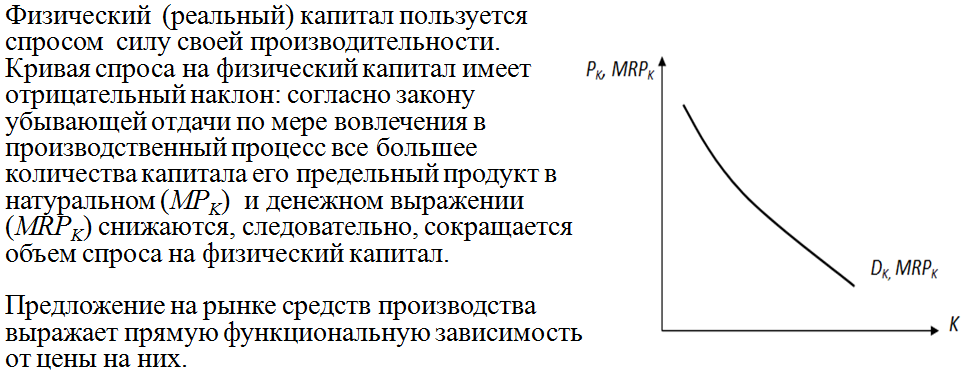 Физический (реальный) капитал пользуется
спросом силу своей производительности.
Кривая спроса на физический капитал имеет
отрицательный наклон: согласно закону
убывающей отдачи по мере вовлечения в
производственный процесс все большее
количества капитала его предельный продукт в
натуральном (MPK) и денежном выражении
(MRPK) снижаются, следовательно, сокращается
объем спроса на физический капитал.
Предложение на рынке средств производства
выражает прямую функциональную зависимость
от цены на них.
PK, MRPK
DK, MRPK
K